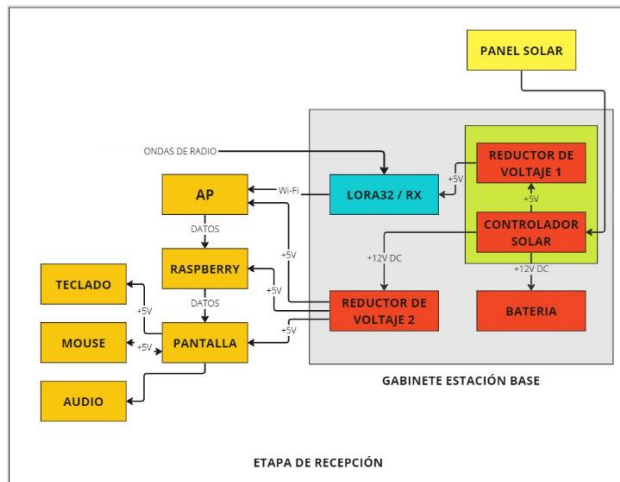 PANEL SOLAR
ONDAS DE RADIO
REDUCTOR DE
VOLTAJE 1
+5V
Wi-Fi
LORA32 / RX
AP
+5V
DATOS
CONTROLADOR
SOLAR
+12V DC
+12V DC
+5V
RASPBERRY
TECLADO
+5V
DATOS
REDUCTOR DE
VOLTAJE 2
BATERIA
+5V
+5V
MOUSE
+5V
PANTALLA
GABINETE ESTACIÓN BASE
AUDIO
ETAPA DE RECEPCIÓN